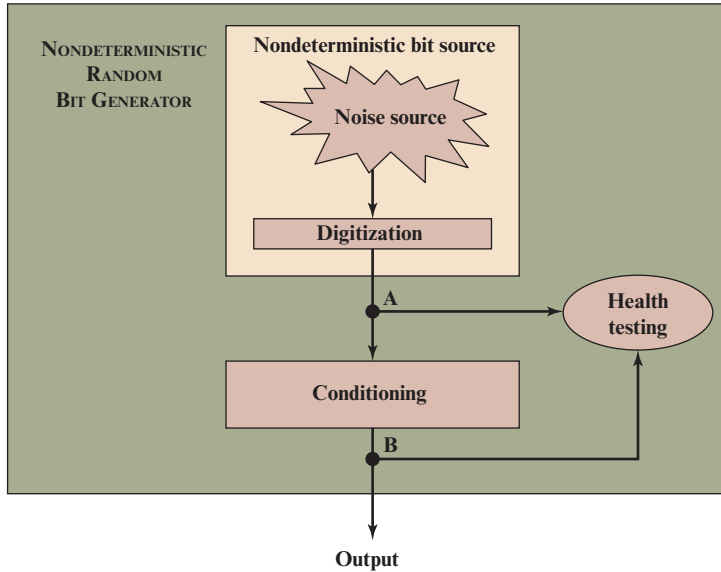 NONDETERMINISTIC
RANDOM
BIT GENERATOR
Nondeterministic bit source
Noise source
Digitization
A
Health
testing
Conditioning
B
Output